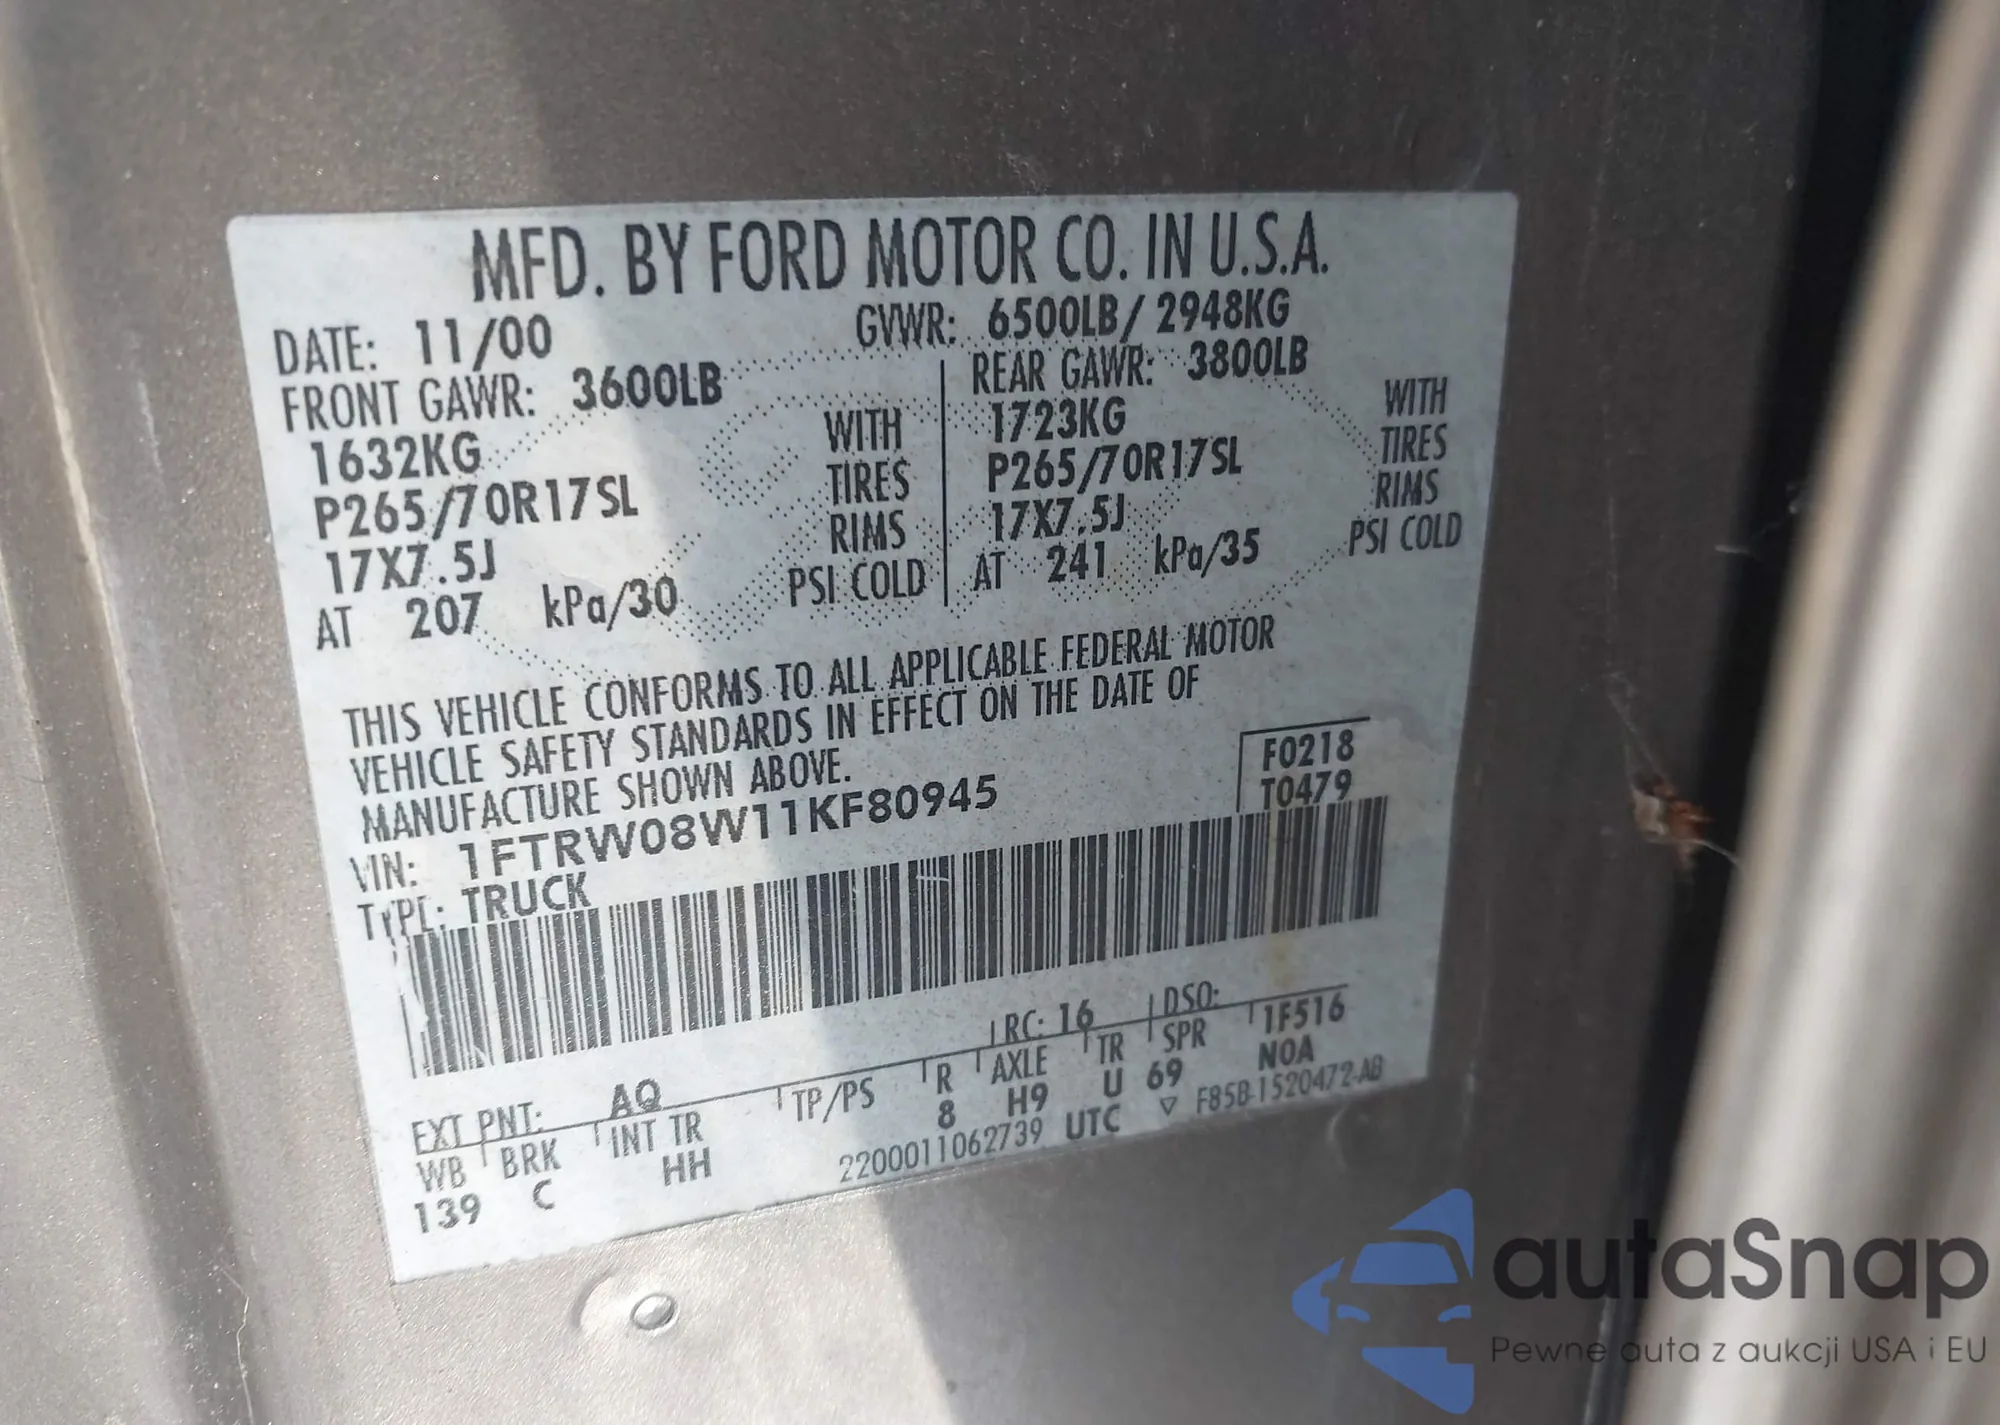 MFD. BY FORD MOTOR CO. IN U.S.A.
DATE: 11/00 GVWR: 6500LB/ 2948KG
FRONT GAWR: 3600LB REAR GAWR: 3800LB
1632KG WITH 1723KG WITH
P265/70R17SL TIRES P265/70R17SL TIRES
17X7.5J RIMS 17X7.5J RIMS
AT 207 kPa/30 PSI COLD AT 241 kPa/35 PSI COLD
THIS VEHICLE CONFORMS TO ALL APPLICABLE FEDERAL MOTOR
VEHICLE SAFETY STANDARDS IN EFFECT ON THE DATE OF
MANUFACTURE SHOWN ABOVE.
F0218
VIN: 1FTRW08W11KF80945 T0479
TYPE: TRUCK
EXT PNT: AQ RC: 16 DSO:
WB BRK INT TR TP/PS R AXLE TR SPR 1F516
139 C HH 8 H9 U 69 N0A
2200011062739 UTC ▽ F85B-1520472-AB
autaSnap
Pewne auta z aukcji USA i EU